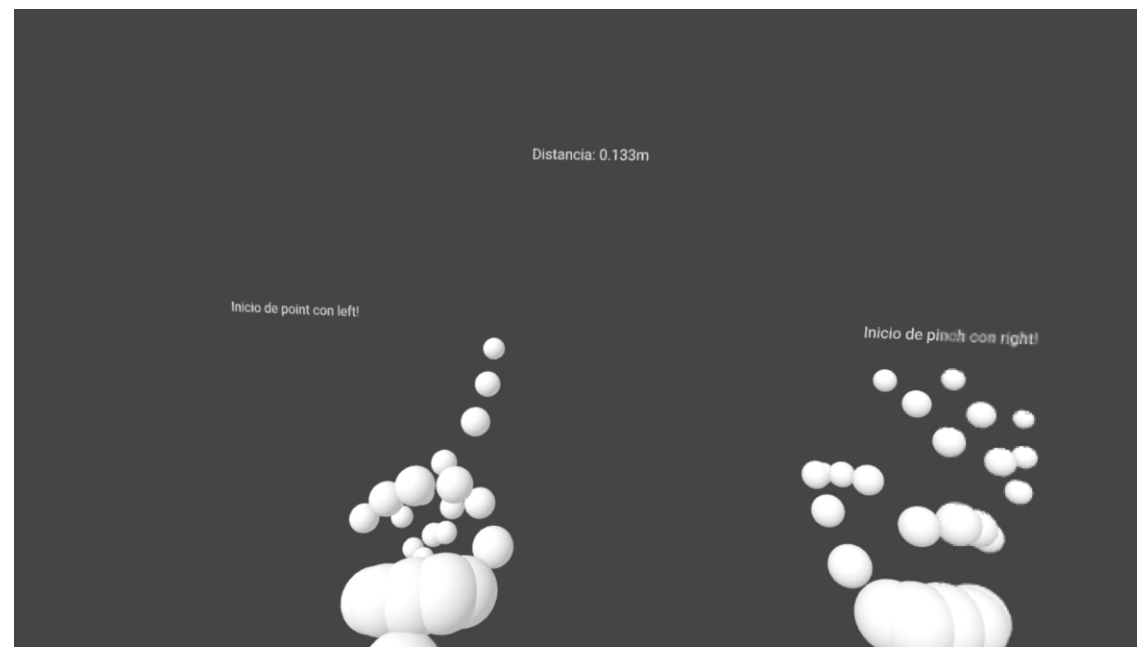 Distancia: 0.133m
Inicio de point con left!
Inicio de pinch con right!